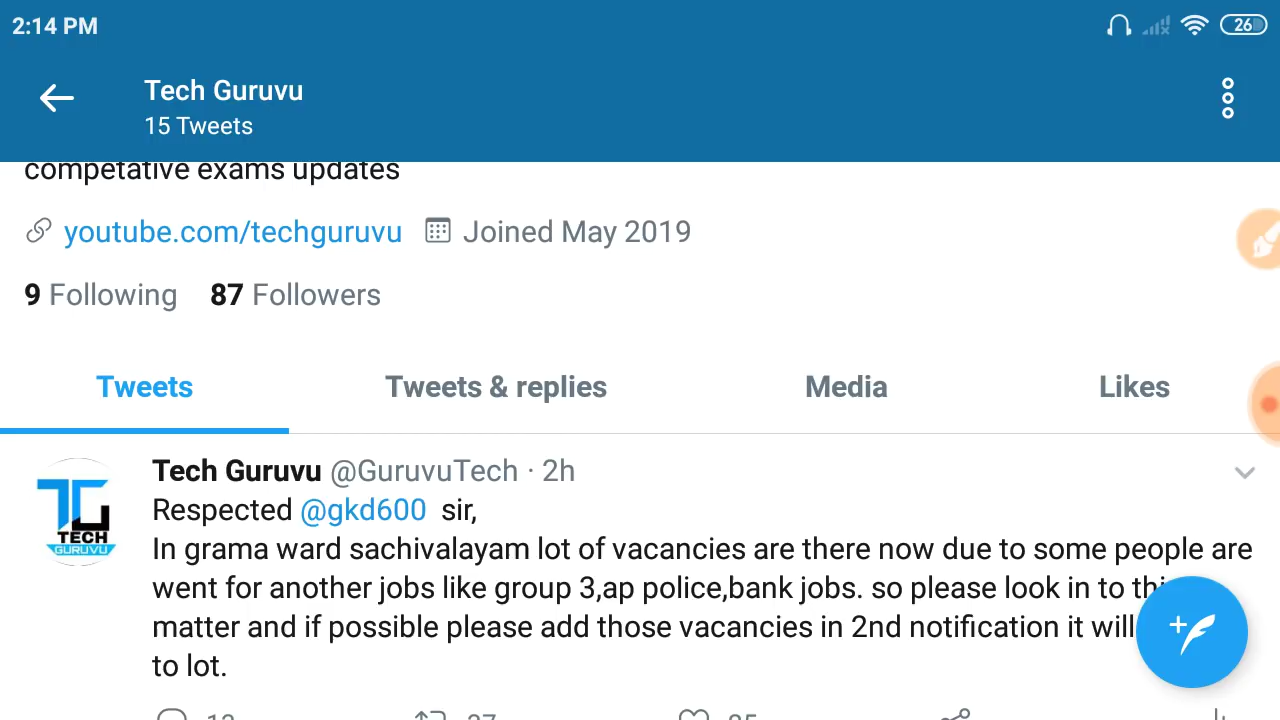 2:14 PM
26
Tech Guruvu
15 Tweets
competative exams updates
youtube.com/techguruvu Joined May 2019
9 Following 87 Followers
Tweets Tweets & replies Media Likes
Tech Guruvu @GuruvuTech · 2h
TECH
GURUVU
Respected @gkd600 sir,
In grama ward sachivalayam lot of vacancies are there now due to some people are
went for another jobs like group 3,ap police,bank jobs. so please look in to
matter and if possible please add those vacancies in 2nd notification it will
to lot.